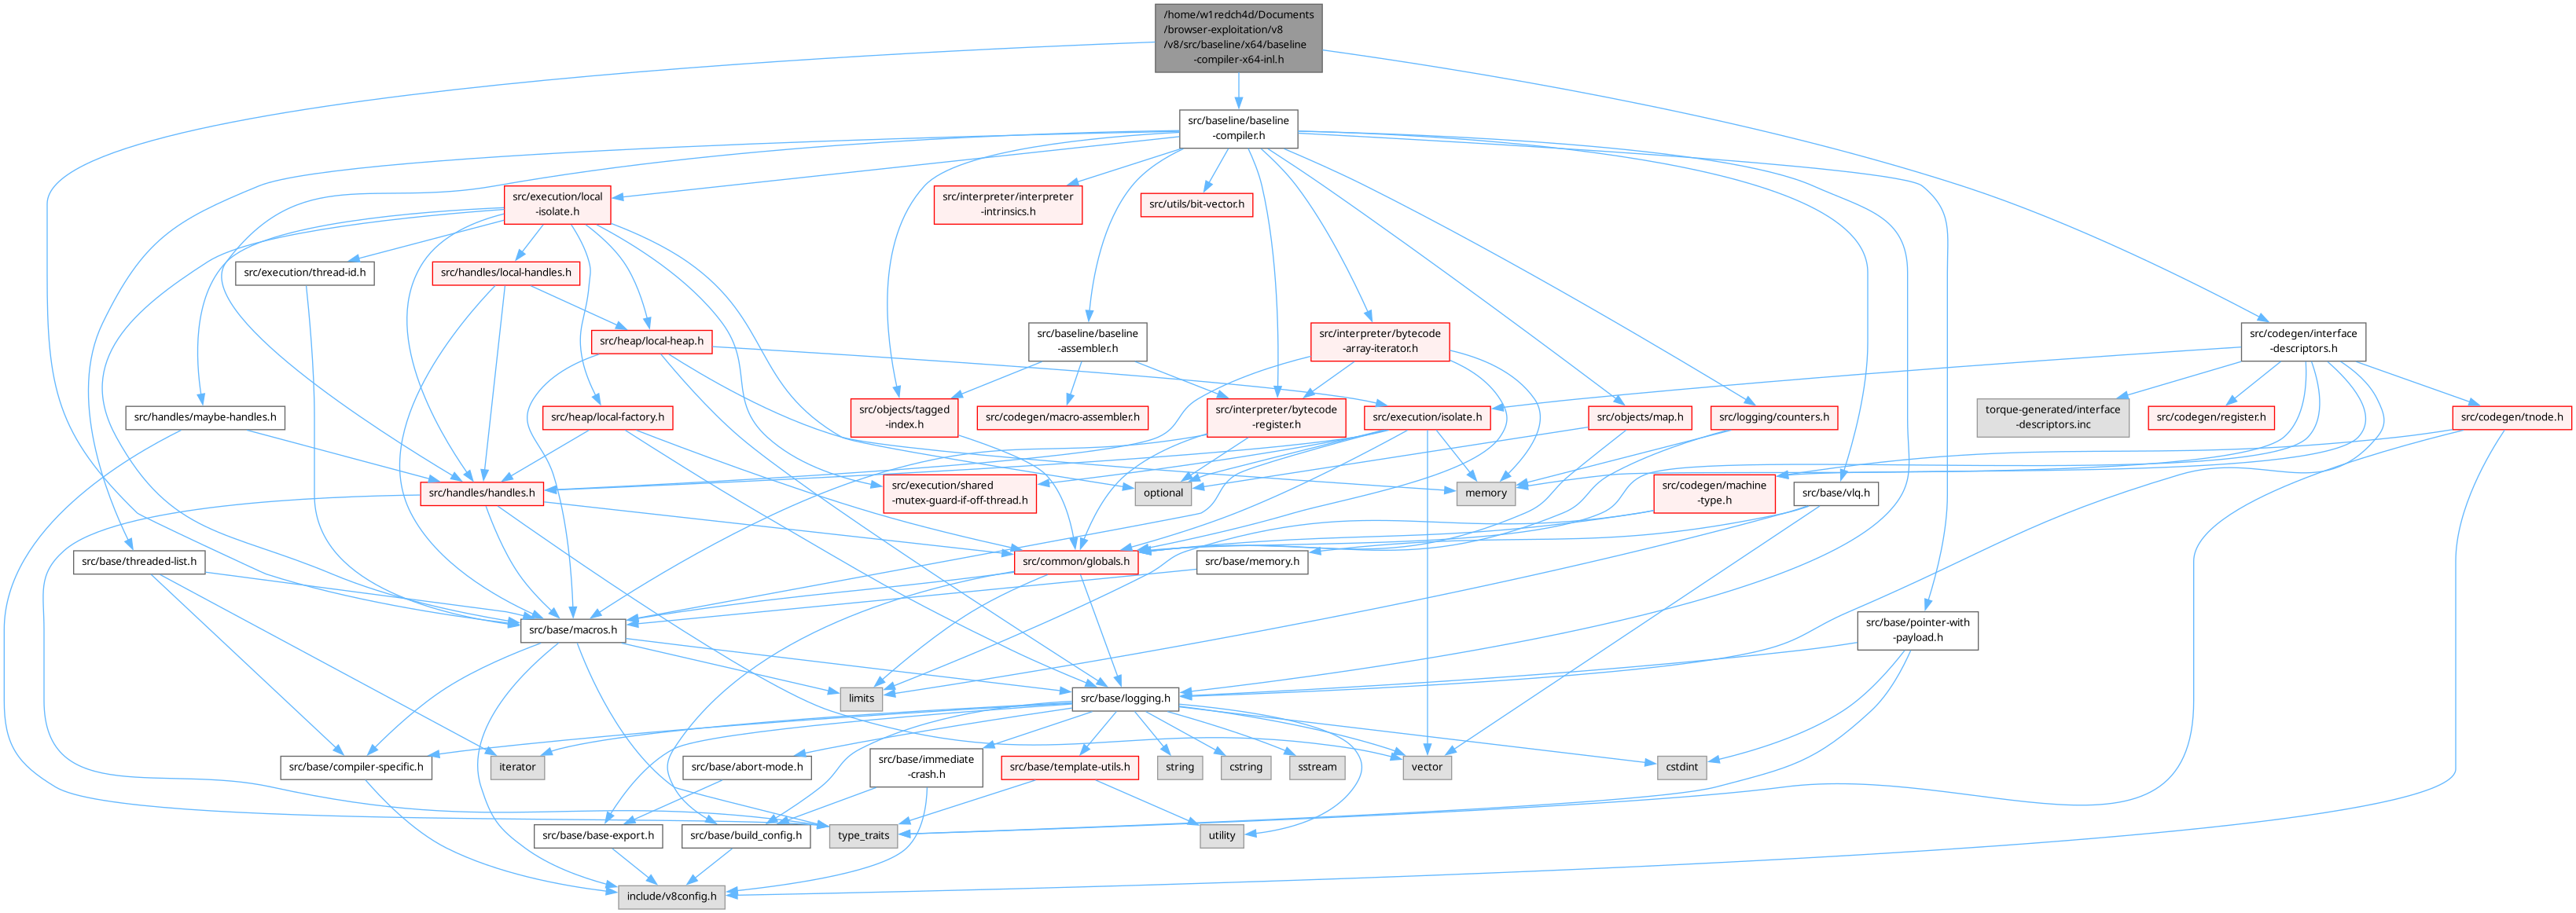 /home/w1redch4d/Documents
/browser-exploitation/v8
/v8/src/baseline/x64/baseline
-compiler-x64-inl.h
src/baseline/baseline
-compiler.h
src/execution/local
-isolate.h
src/interpreter/interpreter
-intrinsics.h
src/utils/bit-vector.h
src/execution/thread-id.h
src/handles/local-handles.h
src/heap/local-heap.h
src/baseline/baseline
-assembler.h
src/interpreter/bytecode
-array-iterator.h
src/codegen/interface
-descriptors.h
src/handles/maybe-handles.h
src/heap/local-factory.h
src/objects/tagged
-index.h
src/codegen/macro-assembler.h
src/interpreter/bytecode
-register.h
src/execution/isolate.h
src/objects/map.h
src/logging/counters.h
torque-generated/interface
-descriptors.inc
src/codegen/register.h
src/codegen/tnode.h
src/handles/handles.h
src/execution/shared
-mutex-guard-if-off-thread.h
optional
memory
src/codegen/machine
-type.h
src/base/vlq.h
src/base/threaded-list.h
src/common/globals.h
src/base/memory.h
src/base/macros.h
src/base/pointer-with
-payload.h
limits
src/base/logging.h
src/base/compiler-specific.h
iterator
src/base/abort-mode.h
src/base/immediate
-crash.h
src/base/template-utils.h
string
cstring
sstream
vector
cstdint
src/base/base-export.h
src/base/build_config.h
type_traits
utility
include/v8config.h